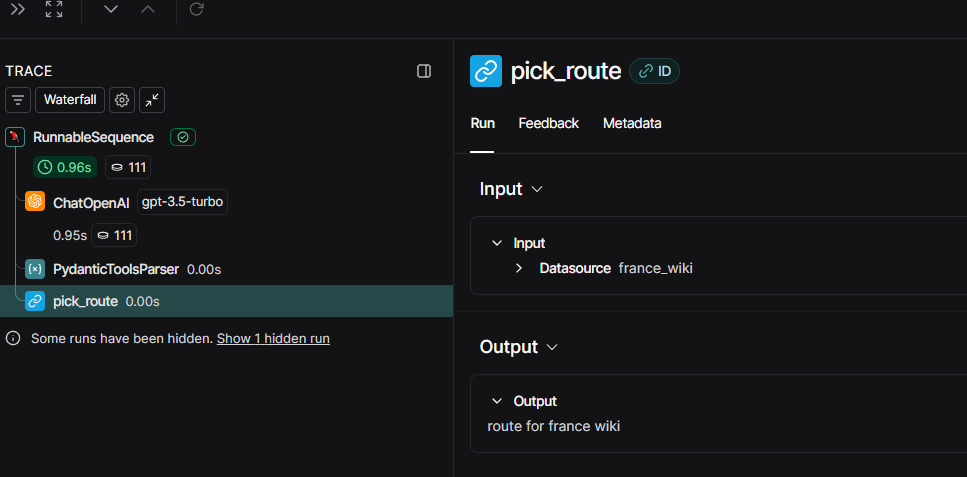 TRACE
Waterfall
RunnableSequence
0.96s 111
ChatOpenAI gpt-3.5-turbo
0.95s 111
PydanticToolsParser 0.00s
pick_route 0.00s
Some runs have been hidden. Show 1 hidden run
pick_route ID
Run Feedback Metadata
Input
Input
Datasource france_wiki
Output
Output
route for france wiki